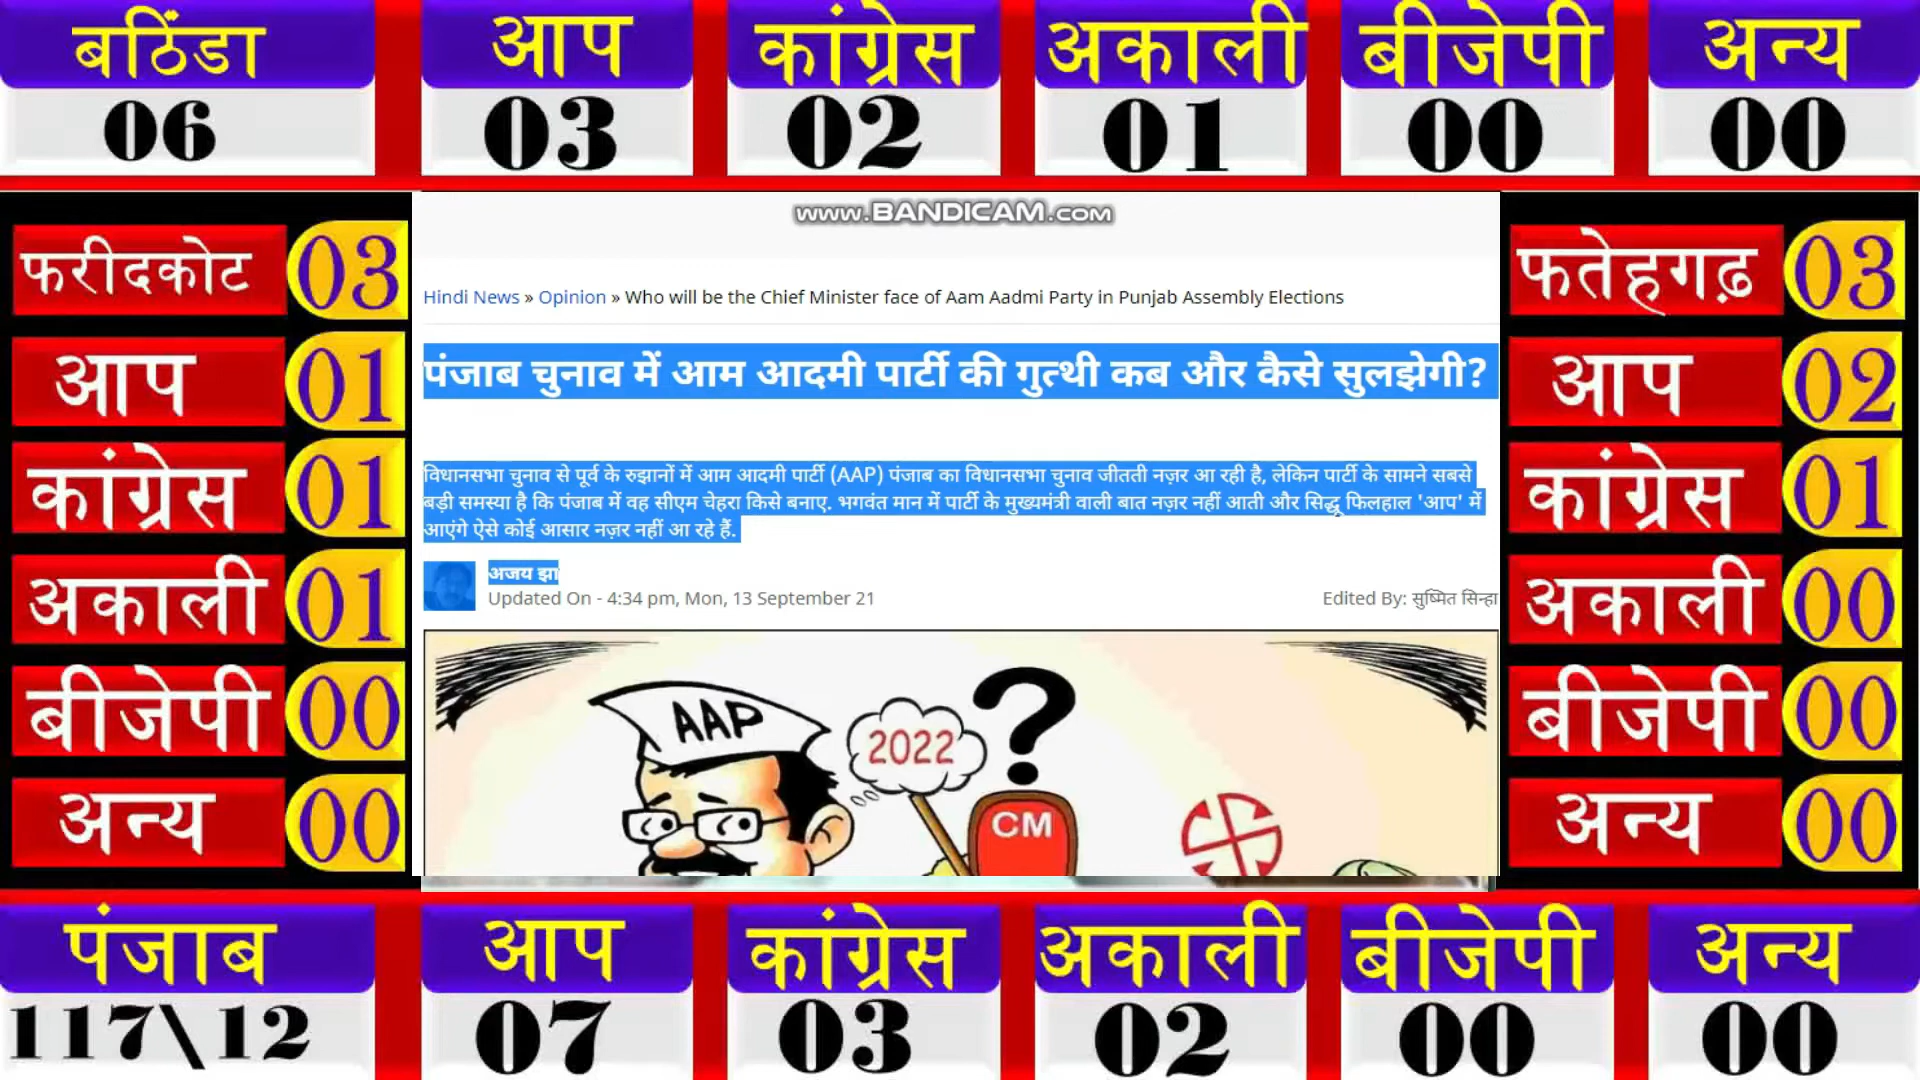 बठिंडा आप कांग्रेस अकाली बीजेपी अन्य
06 03 02 01 00 00
www.BANDICAM.com
फरीदकोट 03
आप 01
कांग्रेस 01
अकाली 01
बीजेपी 00
अन्य 00
Hindi News » Opinion » Who will be the Chief Minister face of Aam Aadmi Party in Punjab Assembly Elections
पंजाब चुनाव में आम आदमी पार्टी की गुत्थी कब और कैसे सुलझेगी?
विधानसभा चुनाव से पूर्व के रुझानों में आम आदमी पार्टी (AAP) पंजाब का विधानसभा चुनाव जीतती नज़र आ रही है, लेकिन पार्टी के सामने सबसे
बड़ी समस्या है कि पंजाब में वह सीएम चेहरा किसे बनाए. भगवंत मान में पार्टी के मुख्यमंत्री वाली बात नज़र नहीं आती और सिद्धू फिलहाल 'आप' में
आएंगे ऐसे कोई आसार नज़र नहीं आ रहे हैं.
अजय झा
Updated On - 4:34 pm, Mon, 13 September 21
Edited By: सुष्मित सिन्हा
AAP
2022
?
CM
फतेहगढ़ 03
आप 02
कांग्रेस 01
अकाली 00
बीजेपी 00
अन्य 00
पंजाब आप कांग्रेस अकाली बीजेपी अन्य
117\12 07 03 02 00 00